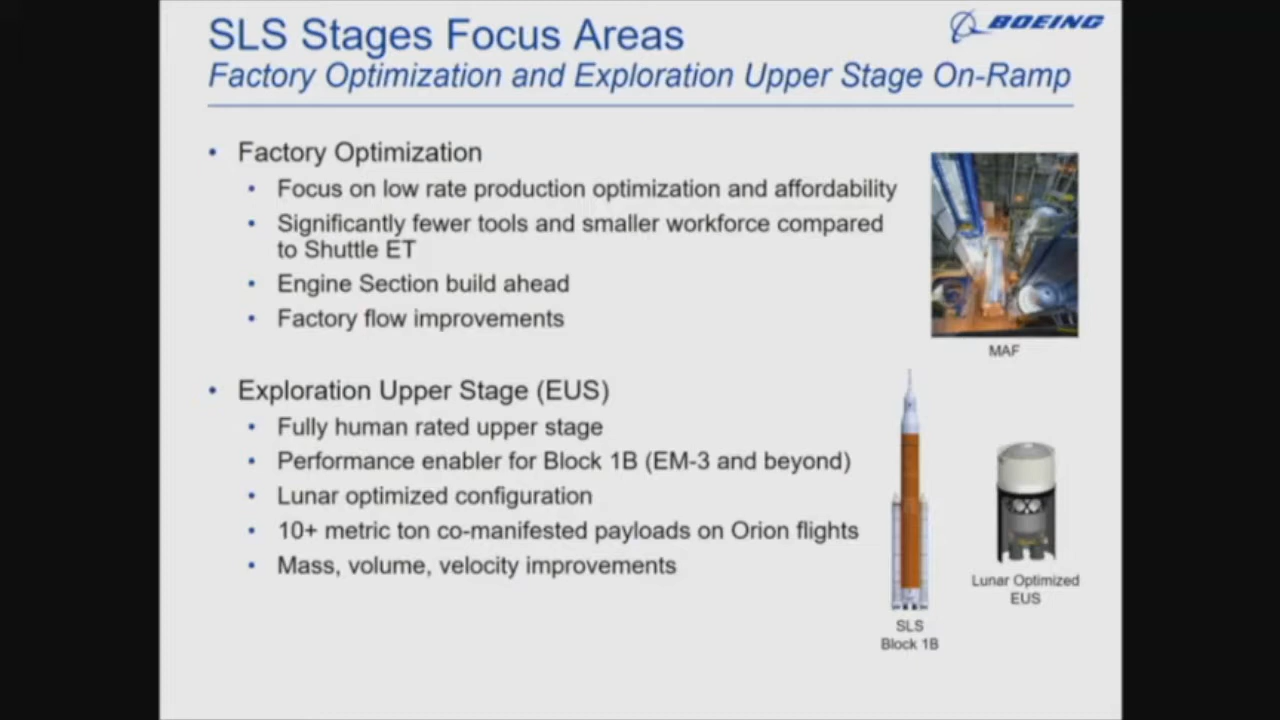 SLS Stages Focus Areas
BOEING
Factory Optimization and Exploration Upper Stage On-Ramp
• Factory Optimization
• Focus on low rate production optimization and affordability
• Significantly fewer tools and smaller workforce compared
to Shuttle ET
• Engine Section build ahead
• Factory flow improvements
MAF
• Exploration Upper Stage (EUS)
• Fully human rated upper stage
• Performance enabler for Block 1B (EM-3 and beyond)
• Lunar optimized configuration
• 10+ metric ton co-manifested payloads on Orion flights
• Mass, volume, velocity improvements
Lunar Optimized
EUS
SLS
Block 1B